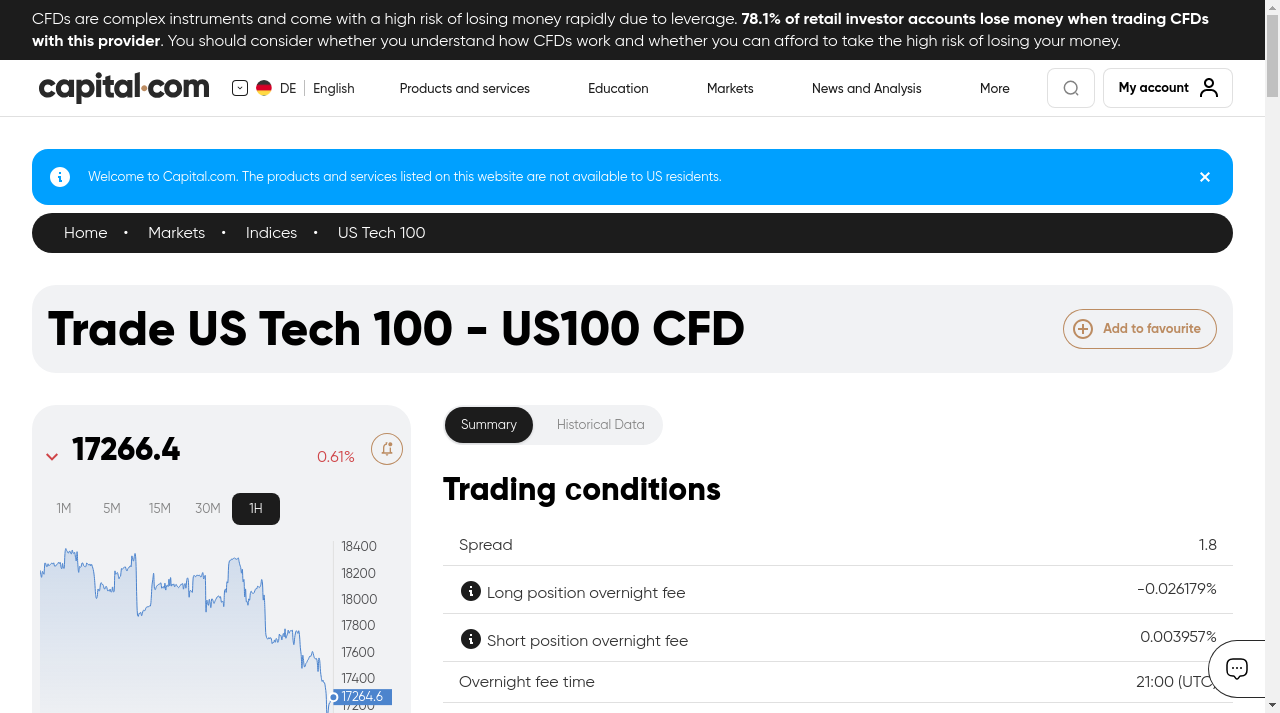 CFDs are complex instruments and come with a high risk of losing money rapidly due to leverage. 78.1% of retail investor accounts lose money when trading CFDs
with this provider. You should consider whether you understand how CFDs work and whether you can afford to take the high risk of losing your money.
capital.com DE English Products and services Education Markets News and Analysis More My account
Welcome to Capital.com. The products and services listed on this website are not available to US residents.
Home • Markets • Indices • US Tech 100
Trade US Tech 100 - US100 CFD
Add to favourite
17266.4 0.61%
1M 5M 15M 30M 1H
18400
18200
18000
17800
17600
17400
17264.6
17200
Summary Historical Data
Trading conditions
Spread 1.8
Long position overnight fee -0.026179%
Short position overnight fee 0.003957%
Overnight fee time 21:00 (UTC)